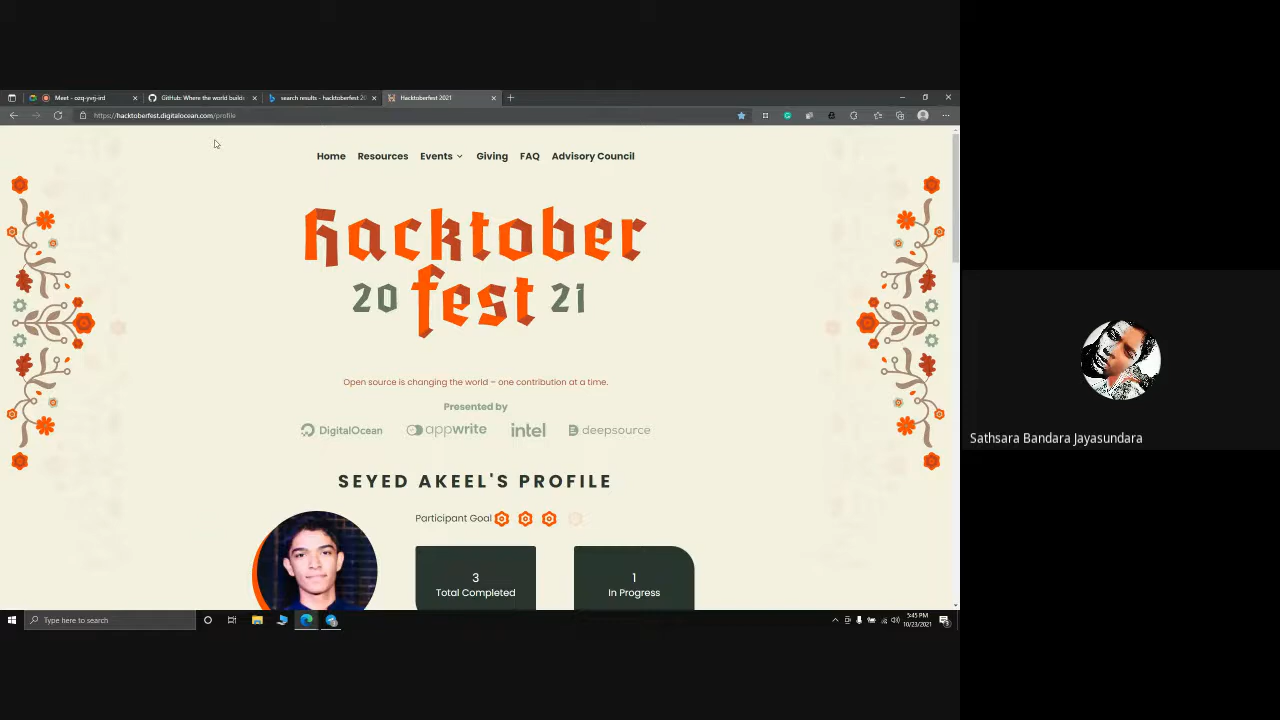 Meet - ozq-yvrj-ird
GitHub: Where the world builds
search results - hacktoberfest 20
Hacktoberfest 2021
https://hacktoberfest.digitalocean.com/profile
Home Resources Events Giving FAQ Advisory Council
hacktober
20 fest 21
Open source is changing the world – one contribution at a time.
Presented by
DigitalOcean appwrite intel deepsource
SEYED AKEEL'S PROFILE
Participant Goal
3
Total Completed
1
In Progress
Sathsara Bandara Jayasundara
Type here to search
5:45 PM
10/23/2021